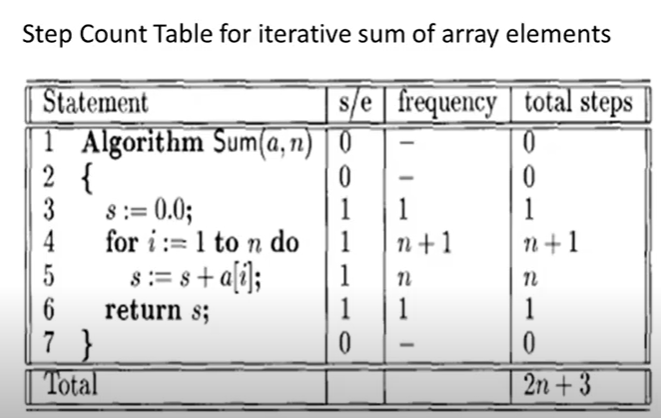 Step Count Table for iterative sum of array elements
Statement s/e frequency total steps
1 Algorithm Sum(a, n) 0 – 0
2 { 0 – 0
3 s := 0.0; 1 1 1
4 for i := 1 to n do 1 n + 1 n + 1
5 s := s + a[i]; 1 n n
6 return s; 1 1 1
7 } 0 – 0
Total 2n + 3